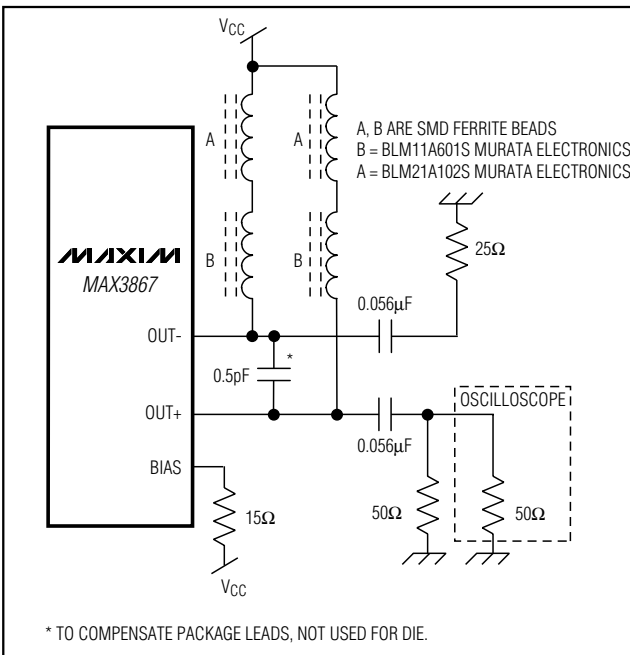 VCC
A
A
A, B ARE SMD FERRITE BEADS
B = BLM11A601S MURATA ELECTRONICS
A = BLM21A102S MURATA ELECTRONICS
MAXIM
MAX3867
B
B
25Ω
0.056µF
OUT-
*
0.5pF
OSCILLOSCOPE
OUT+
0.056µF
BIAS
15Ω
50Ω
50Ω
VCC
* TO COMPENSATE PACKAGE LEADS, NOT USED FOR DIE.